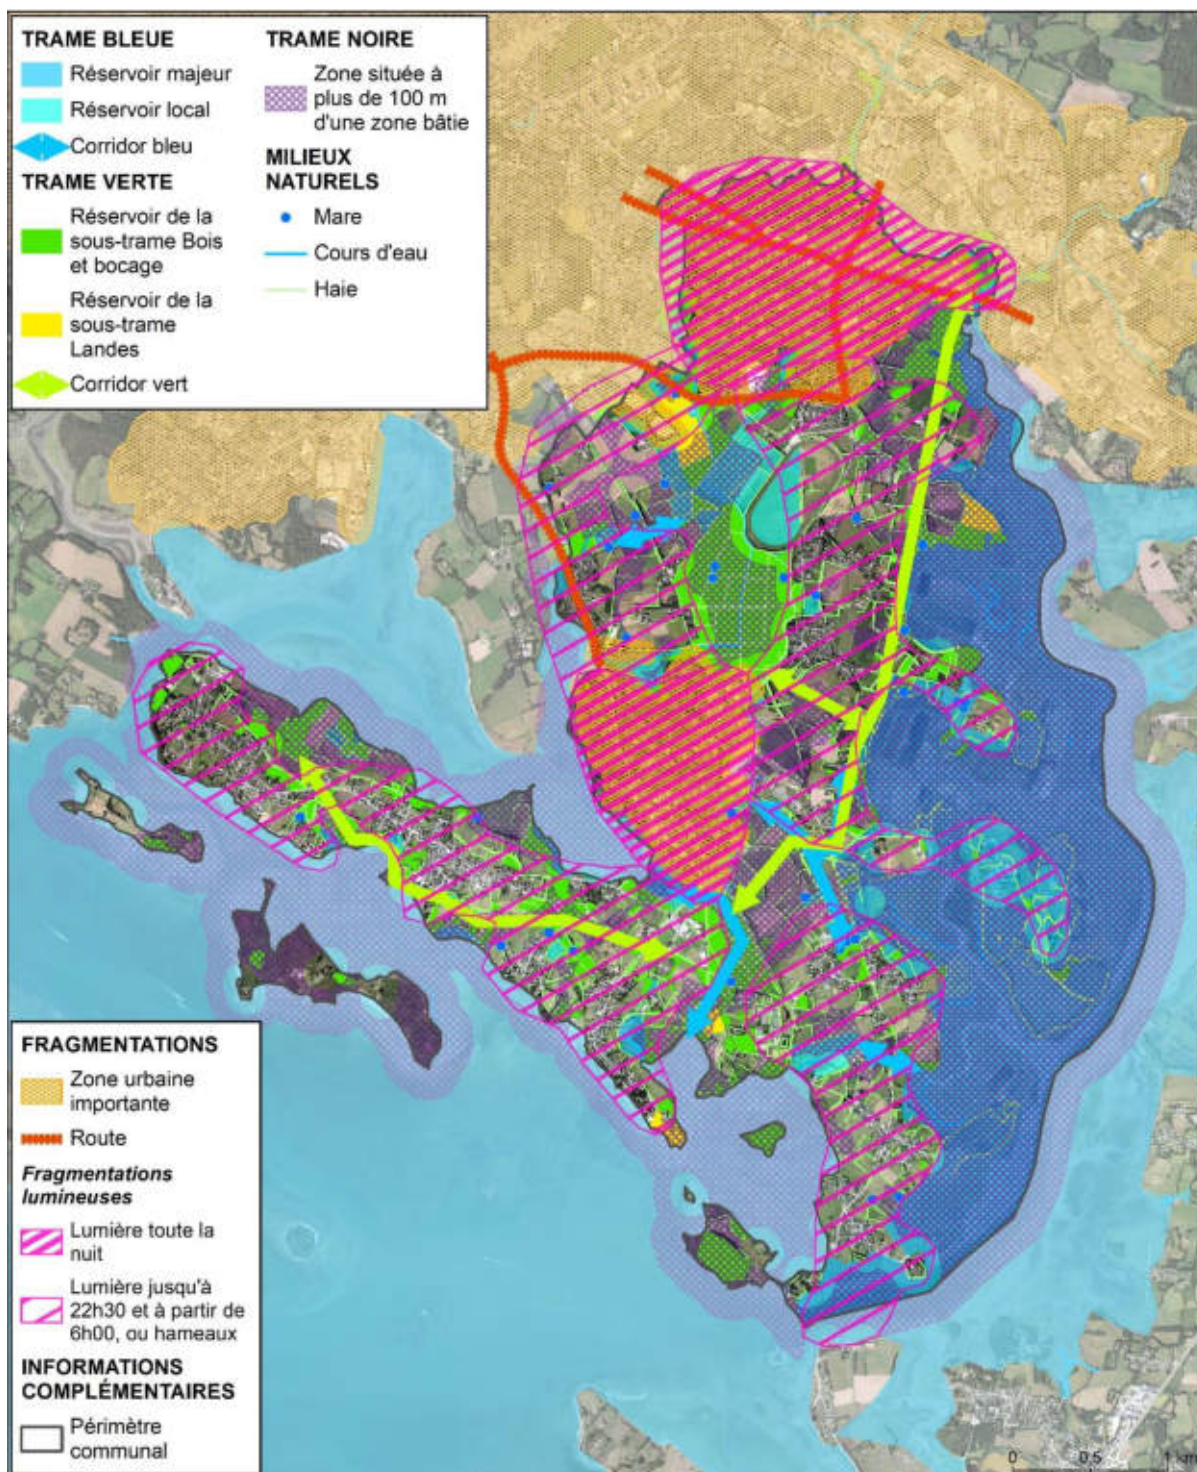 TRAME BLEUE
Réservoir majeur
Réservoir local
Corridor bleu
TRAME VERTE
Réservoir de la
sous-trame Bois
et bocage
Réservoir de la
sous-trame
Landes
Corridor vert
TRAME NOIRE
Zone située à
plus de 100 m
d'une zone bâtie
MILIEUX
NATURELS
Mare
Cours d'eau
Haie
FRAGMENTATIONS
Zone urbaine
importante
Route
Fragmentations
lumineuses
Lumière toute la
nuit
Lumière jusqu'à
22h30 et à partir de
6h00, ou hameaux
INFORMATIONS
COMPLÉMENTAIRES
Périmètre
communal
0 0,5 1 km